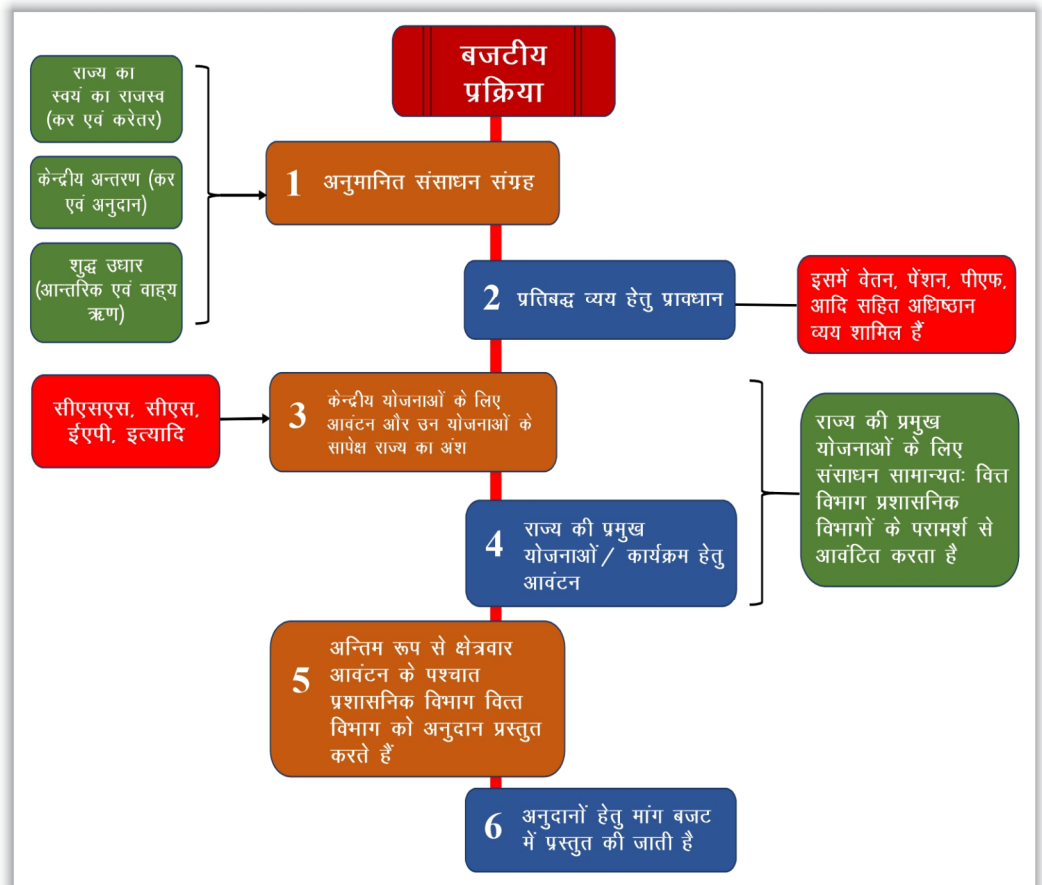 बजटीय
प्रक्रिया
राज्य का
स्वयं का राजस्व
(कर एवं करेतर)
केन्द्रीय अन्तरण (कर
एवं अनुदान)
शुद्ध उधार
(आन्तरिक एवं वाह्य
ऋण)
1 अनुमानित संसाधन संग्रह
2 प्रतिबद्ध व्यय हेतु प्रावधान
इसमें वेतन, पेंशन, पीएफ,
आदि सहित अधिष्ठान
व्यय शामिल हैं
सीएसएस, सीएस,
ईएपी, इत्यादि
3 केन्द्रीय योजनाओं के लिए
आवंटन और उन योजनाओं के
सापेक्ष राज्य का अंश
4 राज्य की प्रमुख
योजनाओं / कार्यक्रम हेतु
आवंटन
राज्य की प्रमुख
योजनाओं के लिए
संसाधन सामान्यतः वित्त
विभाग प्रशासनिक
विभागों के परामर्श से
आवंटित करता है
5 अन्तिम रूप से क्षेत्रवार
आवंटन के पश्चात
प्रशासनिक विभाग वित्त
विभाग को अनुदान प्रस्तुत
करते हैं
6 अनुदानों हेतु मांग बजट
में प्रस्तुत की जाती है